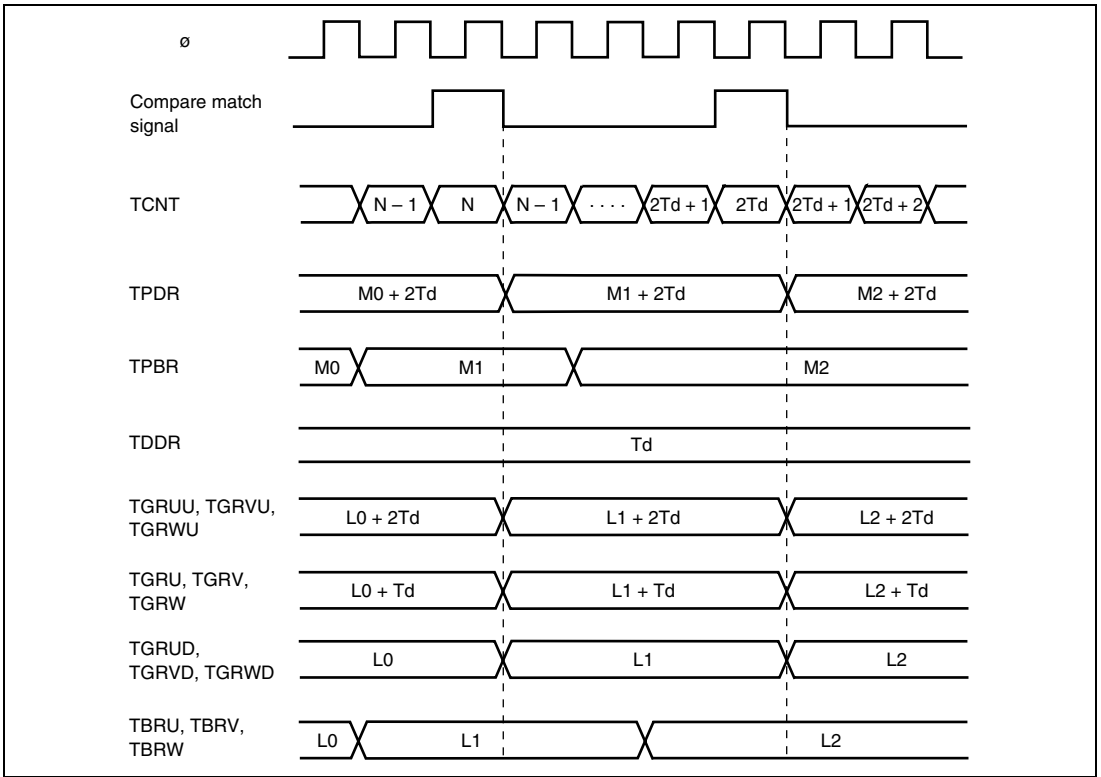 ø
Compare match
signal
TCNT N – 1 N N – 1 · · · · 2Td + 1 2Td 2Td + 1 2Td + 2
TPDR M0 + 2Td M1 + 2Td M2 + 2Td
TPBR M0 M1 M2
TDDR Td
TGRUU, TGRVU,
TGRWU L0 + 2Td L1 + 2Td L2 + 2Td
TGRU, TGRV,
TGRW L0 + Td L1 + Td L2 + Td
TGRUD,
TGRVD, TGRWD L0 L1 L2
TBRU, TBRV,
TBRW L0 L1 L2